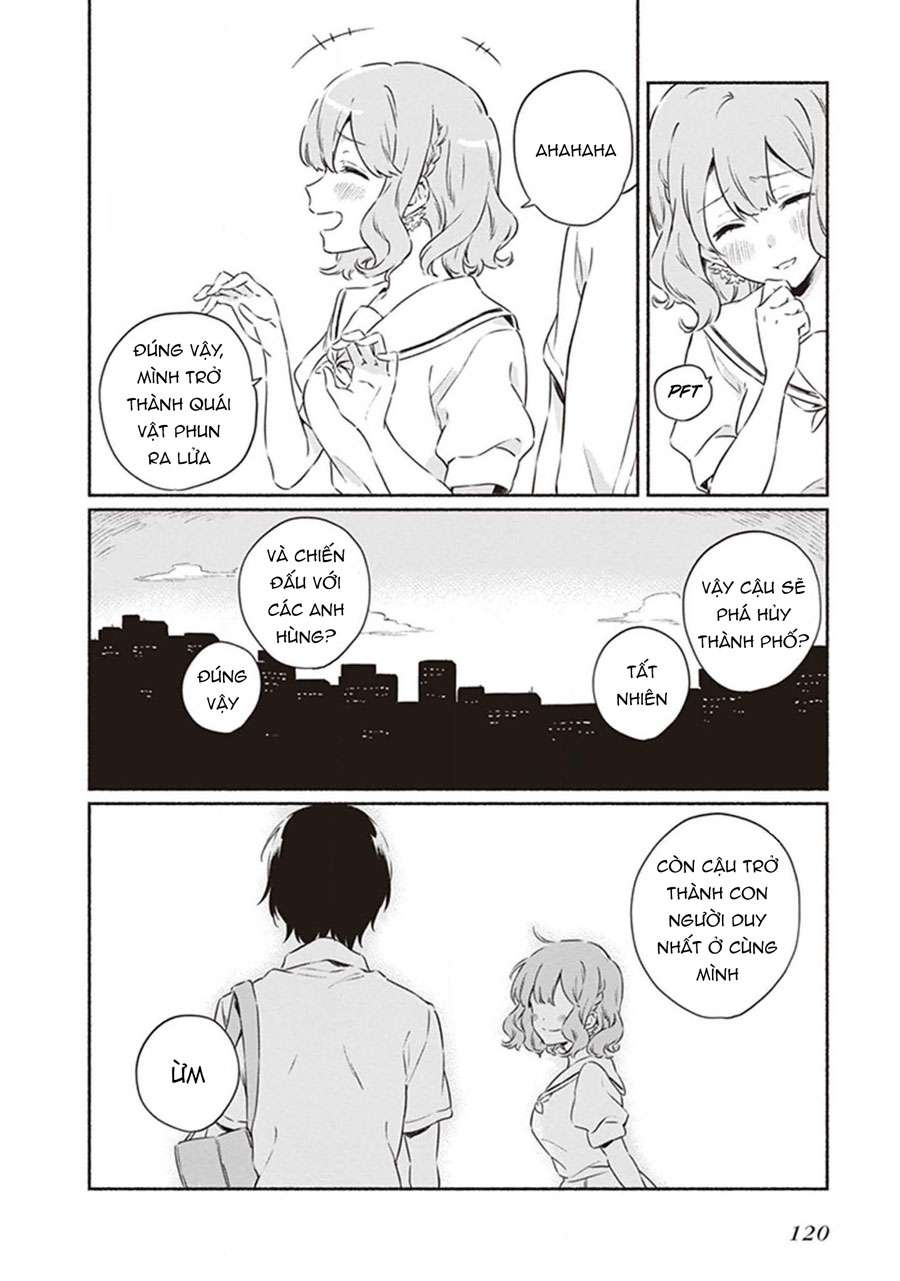 PFT
AHAHAHA
ĐÚNG VẬY,
MÌNH TRỞ
THÀNH QUÁI
VẬT PHUN
RA LỬA
VẬY CẬU SẼ
PHÁ HỦY
THÀNH PHỐ?
TẤT
NHIÊN
VÀ CHIẾN
ĐẤU VỚI
CÁC ANH
HÙNG?
ĐÚNG
VẬY
CÒN CẬU TRỞ
THÀNH CON
NGƯỜI DUY
NHẤT Ở CÙNG
MÌNH
ỪM
120